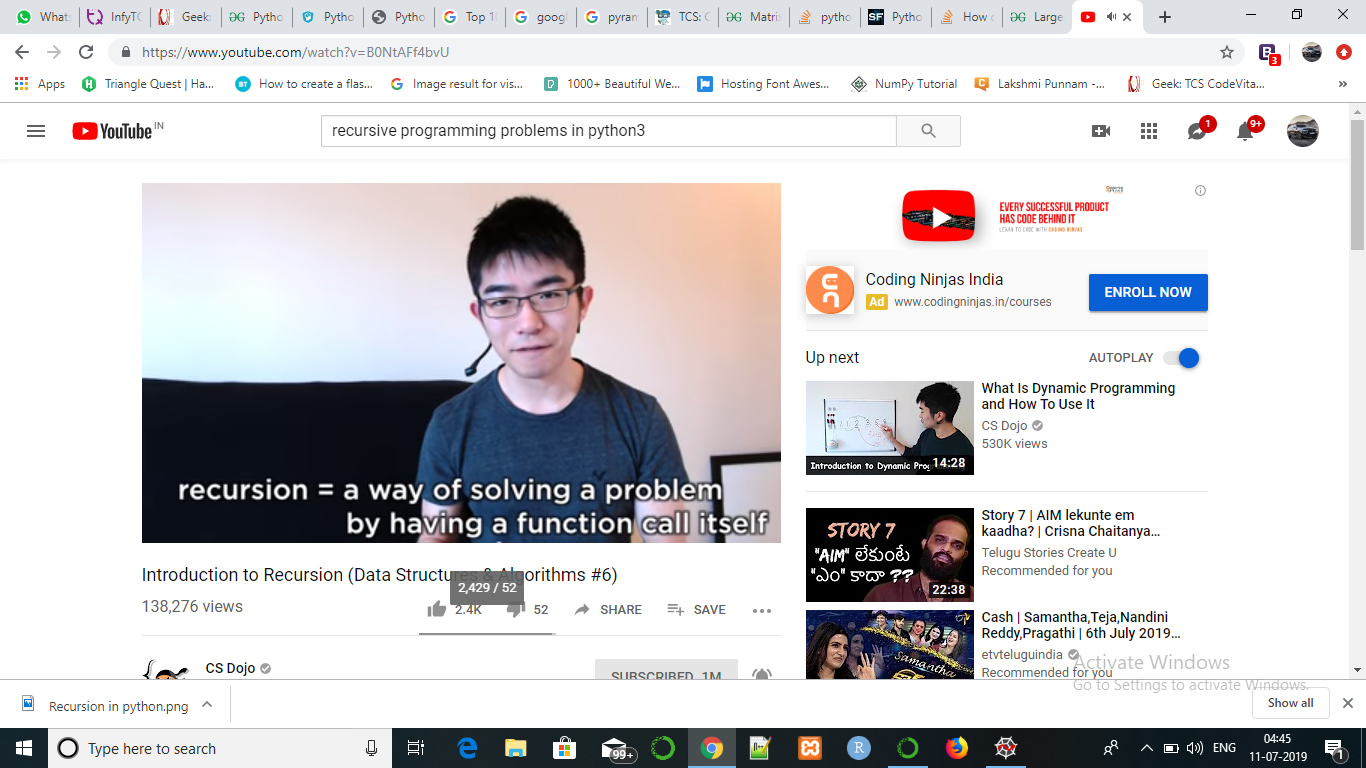 Whats
InfyTC
Geek:
Pytho
Pytho
Pytho
Top 10
googl
pyram
TCS: C
Matri
pytho
Pytho
How c
Large
https://www.youtube.com/watch?v=B0NtAFf4bvU
3
Apps
Triangle Quest | Ha...
How to create a flas...
Image result for vis...
1000+ Beautiful We...
Hosting Font Awes...
NumPy Tutorial
Lakshmi Punnam -...
Geek: TCS CodeVita...
YouTube IN
recursive programming problems in python3
1
9+
recursion = a way of solving a problem
by having a function call itself
Introduction to Recursion (Data Structures & Algorithms #6)
2,429 / 52
138,276 views
2.4K
52
SHARE
SAVE
CS Dojo
SUBSCRIBED 1M
EVERY SUCCESSFUL PRODUCT
HAS CODE BEHIND IT
LEARN TO CODE WITH CODING NINJAS
Coding Ninjas India
Ad www.codingninjas.in/courses
ENROLL NOW
Up next
AUTOPLAY
Introduction to Dynamic Prog
14:28
What Is Dynamic Programming
and How To Use It
CS Dojo
530K views
STORY 7
"AIM" లేకుంటే
"ఏం" కాదా ??
22:38
Story 7 | AIM lekunte em
kaadha? | Crisna Chaitanya...
Telugu Stories Create U
Recommended for you
Samantha
Cash | Samantha,Teja,Nandini
Reddy,Pragathi | 6th July 2019...
etvteluguindia
Recommended for you
Activate Windows
Go to Settings to activate Windows.
Recursion in python.png
Show all
Type here to search
99+
ENG
04:45
11-07-2019
1